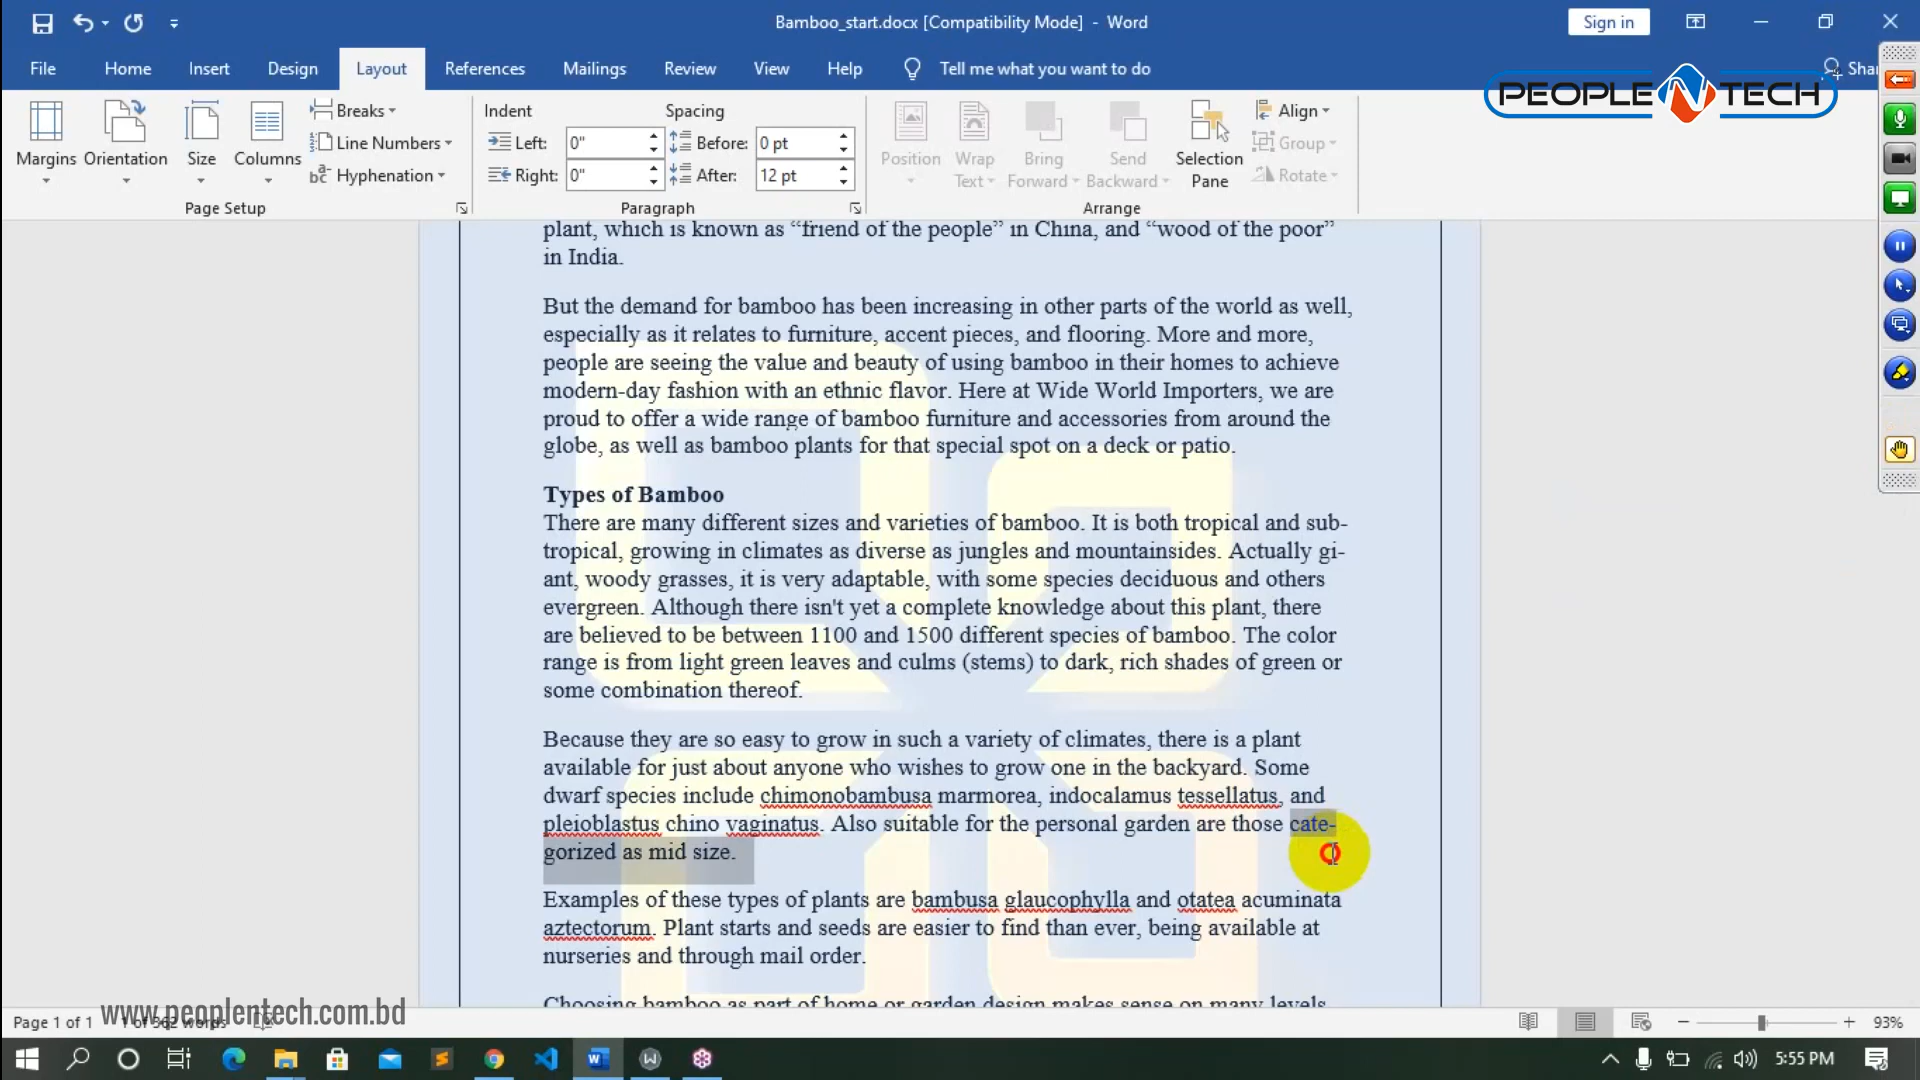 Bamboo_start.docx [Compatibility Mode] - Word
Sign in
File Home Insert Design Layout References Mailings Review View Help Tell me what you want to do
PEOPLE N TECH
Margins Orientation Size Columns
Breaks
Line Numbers
Hyphenation
Page Setup
Indent Spacing
Left: 0" Before: 0 pt
Right: 0" After: 12 pt
Paragraph
Position
Wrap Text
Bring Forward
Send Backward
Selection Pane
Align
Group
Rotate
Arrange
plant, which is known as “friend of the people” in China, and “wood of the poor”
in India.
But the demand for bamboo has been increasing in other parts of the world as well,
especially as it relates to furniture, accent pieces, and flooring. More and more,
people are seeing the value and beauty of using bamboo in their homes to achieve
modern-day fashion with an ethnic flavor. Here at Wide World Importers, we are
proud to offer a wide range of bamboo furniture and accessories from around the
globe, as well as bamboo plants for that special spot on a deck or patio.
Types of Bamboo
There are many different sizes and varieties of bamboo. It is both tropical and sub-
tropical, growing in climates as diverse as jungles and mountainsides. Actually gi-
ant, woody grasses, it is very adaptable, with some species deciduous and others
evergreen. Although there isn't yet a complete knowledge about this plant, there
are believed to be between 1100 and 1500 different species of bamboo. The color
range is from light green leaves and culms (stems) to dark, rich shades of green or
some combination thereof.
Because they are so easy to grow in such a variety of climates, there is a plant
available for just about anyone who wishes to grow one in the backyard. Some
dwarf species include chimonobambusa marmorea, indocalamus tessellatus, and
pleioblastus chino vaginatus. Also suitable for the personal garden are those cate-
gorized as mid size.
Examples of these types of plants are bambusa glaucophylla and otatea acuminata
aztectorum. Plant starts and seeds are easier to find than ever, being available at
nurseries and through mail order.
Choosing bamboo as part of home or garden design makes sense on many levels.
www.peoplentech.com.bd
Page 1 of 1 1 of 362 words
93%
5:55 PM